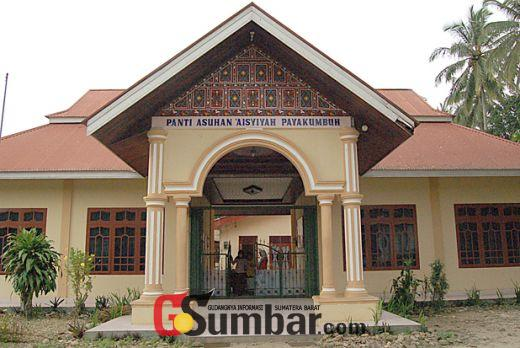 PANTI ASUHAN 'AISYIYAH PAYAKUMBUH
GUDANGNYA INFORMASI SUMATERA BARAT
GoSumbar.com